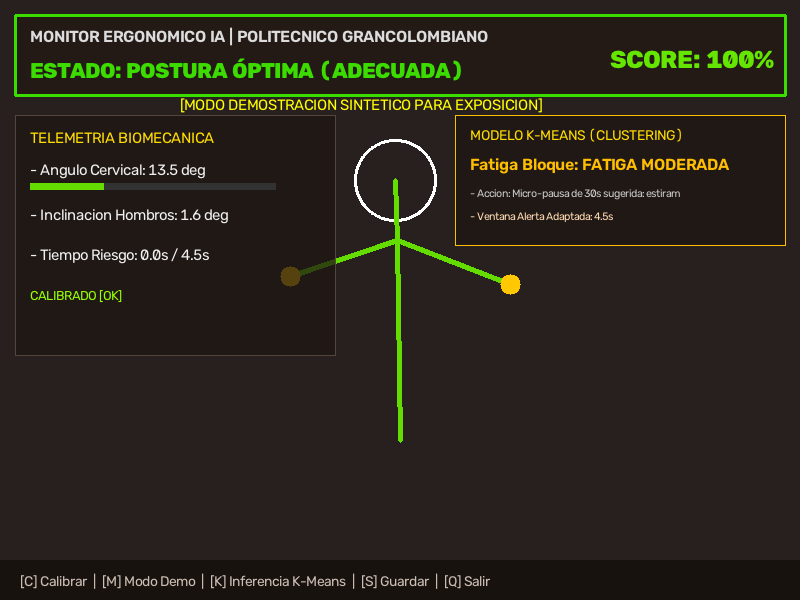 MONITOR ERGONOMICO IA | POLITECNICO GRANCOLOMBIANO
ESTADO: POSTURA ÓPTIMA (ADECUADA)
SCORE: 100%
[MODO DEMOSTRACION SINTETICO PARA EXPOSICION]
TELEMETRIA BIOMECANICA
- Angulo Cervical: 13.5 deg
- Inclinacion Hombros: 1.6 deg
- Tiempo Riesgo: 0.0s / 4.5s
CALIBRADO [OK]
MODELO K-MEANS (CLUSTERING)
Fatiga Bloque: FATIGA MODERADA
- Accion: Micro-pausa de 30s sugerida: estiram
- Ventana Alerta Adaptada: 4.5s
[C] Calibrar | [M] Modo Demo | [K] Inferencia K-Means | [S] Guardar | [Q] Salir